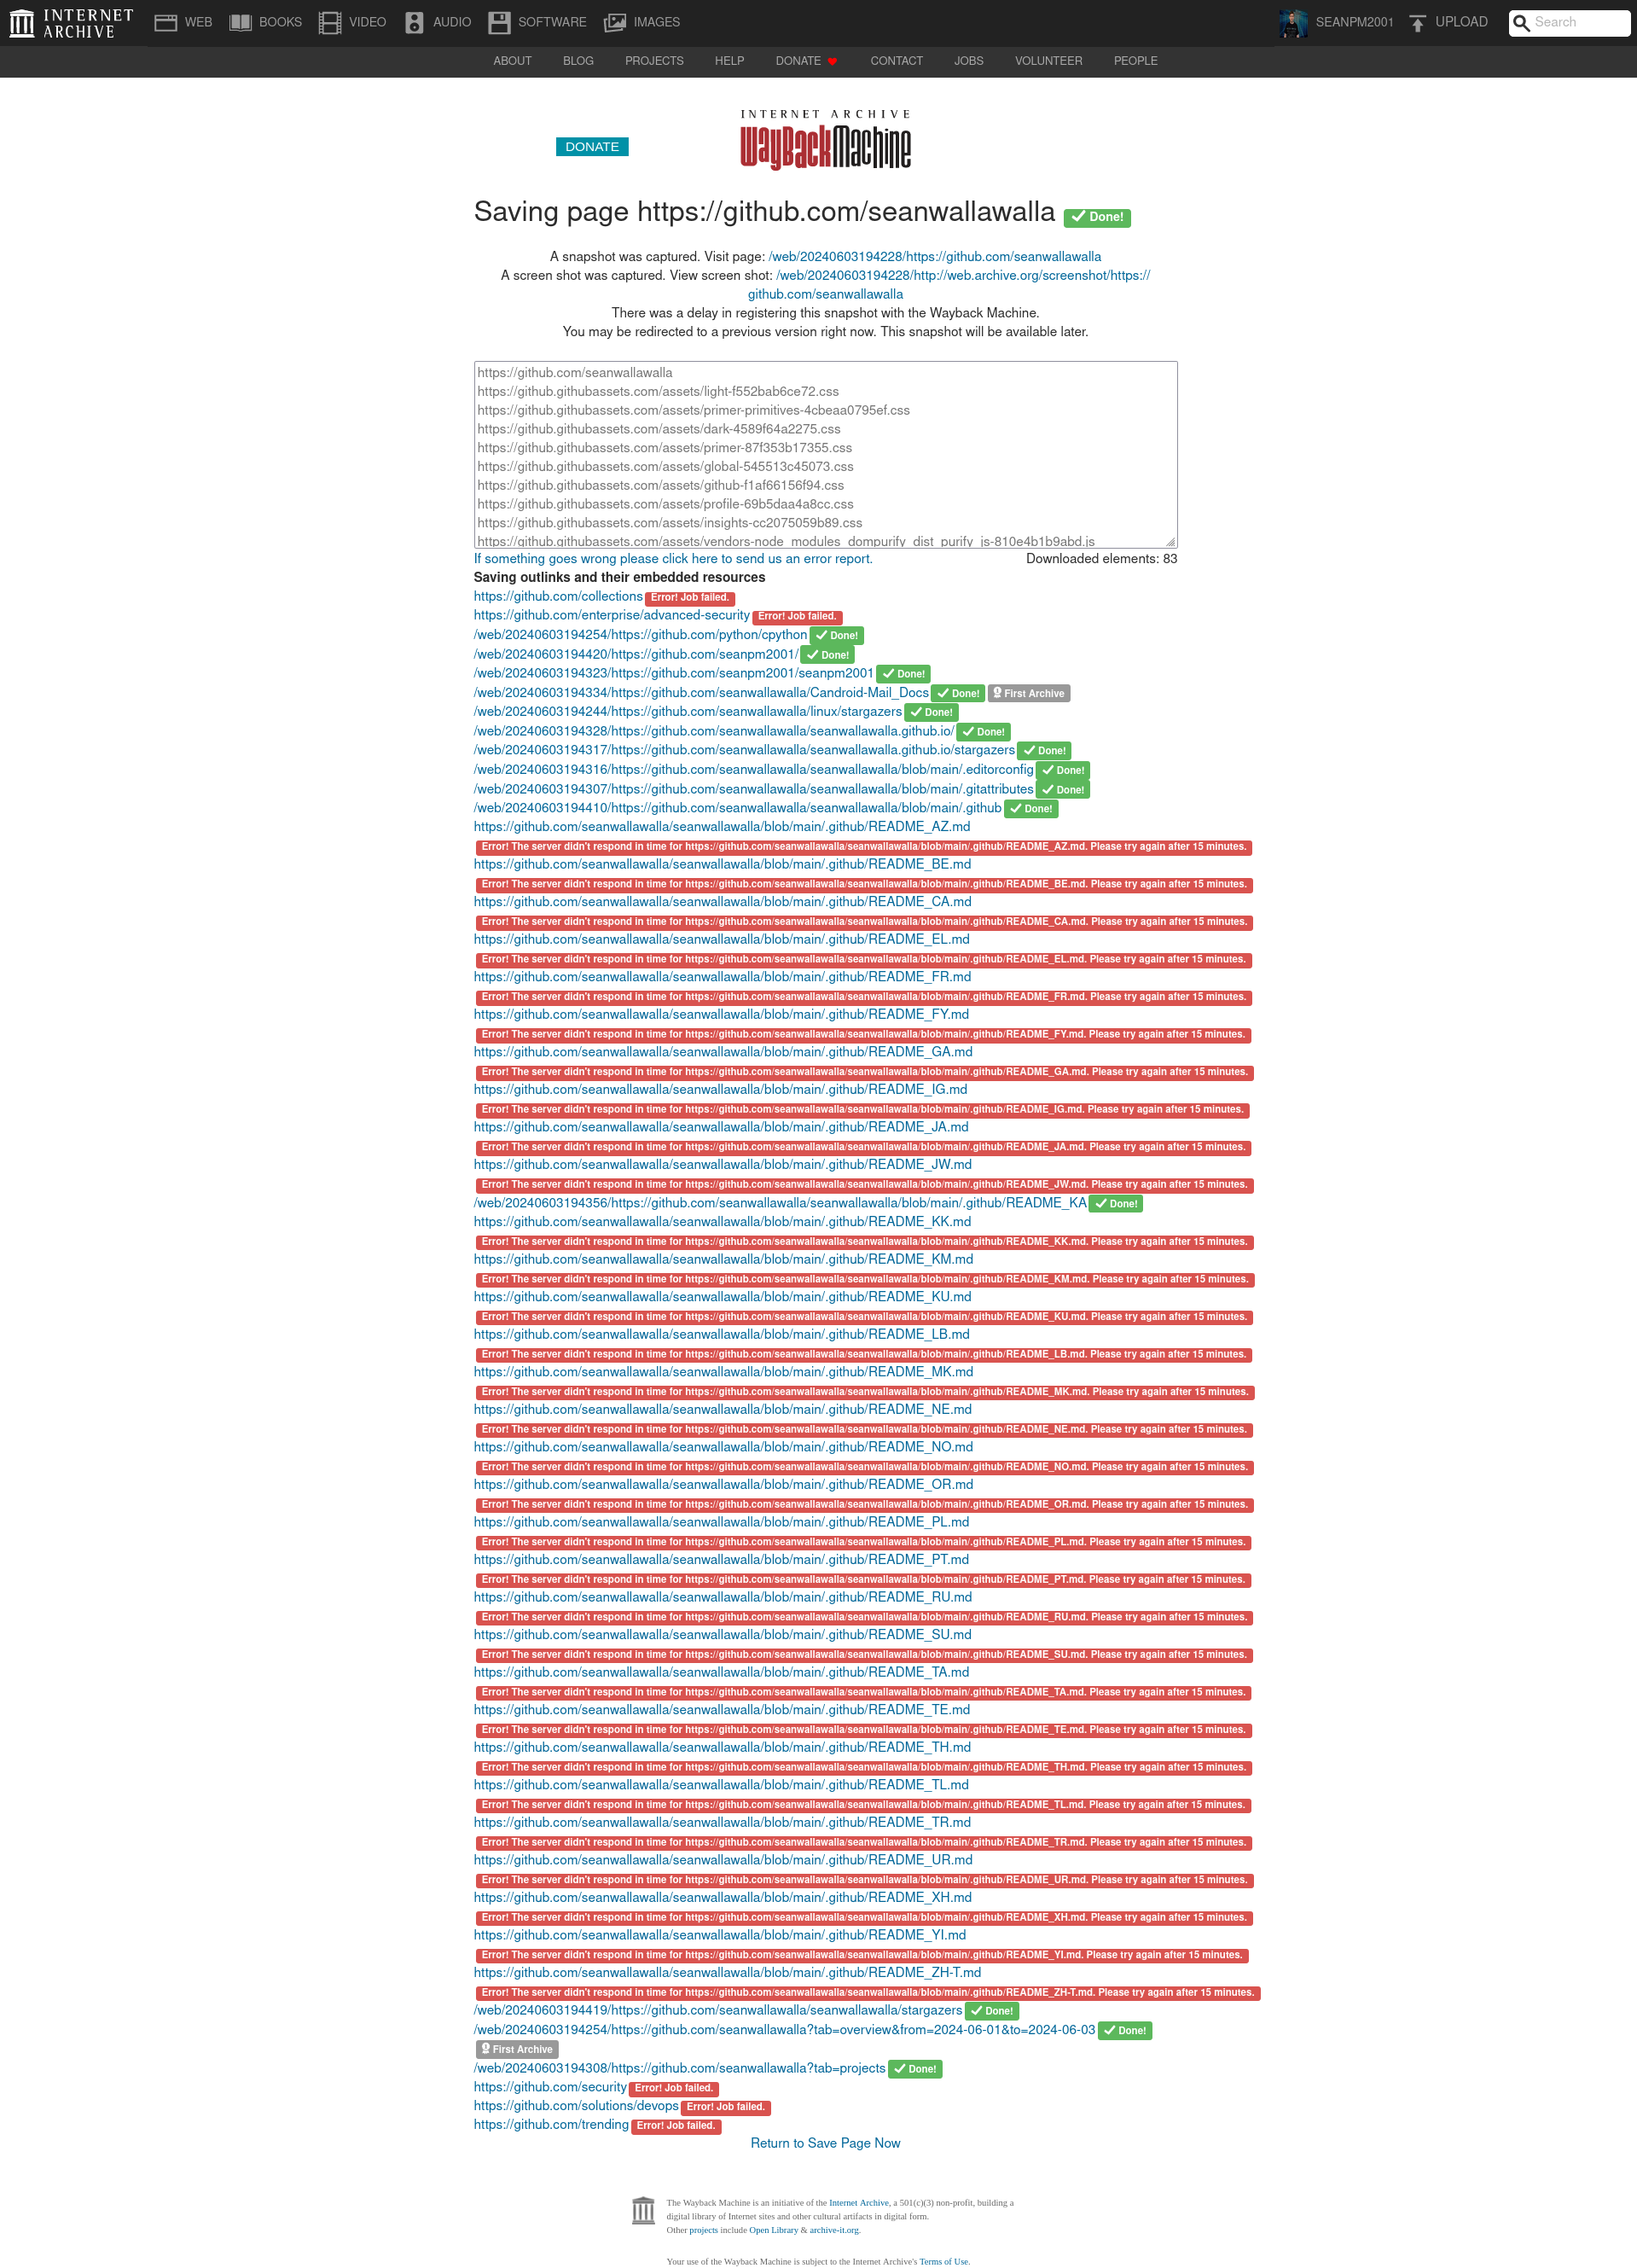 INTERNET ARCHIVE
WEB BOOKS VIDEO AUDIO SOFTWARE IMAGES SEANPM2001 UPLOAD Search
ABOUT BLOG PROJECTS HELP DONATE CONTACT JOBS VOLUNTEER PEOPLE
INTERNET ARCHIVE
DONATE WayBackMachine
Saving page https://github.com/seanwallawalla Done!
A snapshot was captured. Visit page: /web/20240603194228/https://github.com/seanwallawalla
A screen shot was captured. View screen shot: /web/20240603194228/http://web.archive.org/screenshot/https://
github.com/seanwallawalla
There was a delay in registering this snapshot with the Wayback Machine.
You may be redirected to a previous version right now. This snapshot will be available later.
https://github.com/seanwallawalla
https://github.githubassets.com/assets/light-f552bab6ce72.css
https://github.githubassets.com/assets/primer-primitives-4cbeaa0795ef.css
https://github.githubassets.com/assets/dark-4589f64a2275.css
https://github.githubassets.com/assets/primer-87f353b17355.css
https://github.githubassets.com/assets/global-545513c45073.css
https://github.githubassets.com/assets/github-f1af66156f94.css
https://github.githubassets.com/assets/profile-69b5daa4a8cc.css
https://github.githubassets.com/assets/insights-cc2075059b89.css
https://github.githubassets.com/assets/vendors-node_modules_dompurify_dist_purify_js-810e4b1b9abd.js
If something goes wrong please click here to send us an error report. Downloaded elements: 83
Saving outlinks and their embedded resources
https://github.com/collections Error! Job failed.
https://github.com/enterprise/advanced-security Error! Job failed.
/web/20240603194254/https://github.com/python/cpython Done!
/web/20240603194420/https://github.com/seanpm2001/ Done!
/web/20240603194323/https://github.com/seanpm2001/seanpm2001 Done!
/web/20240603194334/https://github.com/seanwallawalla/Candroid-Mail_Docs Done! First Archive
/web/20240603194244/https://github.com/seanwallawalla/linux/stargazers Done!
/web/20240603194328/https://github.com/seanwallawalla/seanwallawalla.github.io/ Done!
/web/20240603194317/https://github.com/seanwallawalla/seanwallawalla.github.io/stargazers Done!
/web/20240603194316/https://github.com/seanwallawalla/seanwallawalla/blob/main/.editorconfig Done!
/web/20240603194307/https://github.com/seanwallawalla/seanwallawalla/blob/main/.gitattributes Done!
/web/20240603194410/https://github.com/seanwallawalla/seanwallawalla/blob/main/.github Done!
https://github.com/seanwallawalla/seanwallawalla/blob/main/.github/README_AZ.md
Error! The server didn't respond in time for https://github.com/seanwallawalla/seanwallawalla/blob/main/.github/README_AZ.md. Please try again after 15 minutes.
https://github.com/seanwallawalla/seanwallawalla/blob/main/.github/README_BE.md
Error! The server didn't respond in time for https://github.com/seanwallawalla/seanwallawalla/blob/main/.github/README_BE.md. Please try again after 15 minutes.
https://github.com/seanwallawalla/seanwallawalla/blob/main/.github/README_CA.md
Error! The server didn't respond in time for https://github.com/seanwallawalla/seanwallawalla/blob/main/.github/README_CA.md. Please try again after 15 minutes.
https://github.com/seanwallawalla/seanwallawalla/blob/main/.github/README_EL.md
Error! The server didn't respond in time for https://github.com/seanwallawalla/seanwallawalla/blob/main/.github/README_EL.md. Please try again after 15 minutes.
https://github.com/seanwallawalla/seanwallawalla/blob/main/.github/README_FR.md
Error! The server didn't respond in time for https://github.com/seanwallawalla/seanwallawalla/blob/main/.github/README_FR.md. Please try again after 15 minutes.
https://github.com/seanwallawalla/seanwallawalla/blob/main/.github/README_FY.md
Error! The server didn't respond in time for https://github.com/seanwallawalla/seanwallawalla/blob/main/.github/README_FY.md. Please try again after 15 minutes.
https://github.com/seanwallawalla/seanwallawalla/blob/main/.github/README_GA.md
Error! The server didn't respond in time for https://github.com/seanwallawalla/seanwallawalla/blob/main/.github/README_GA.md. Please try again after 15 minutes.
https://github.com/seanwallawalla/seanwallawalla/blob/main/.github/README_IG.md
Error! The server didn't respond in time for https://github.com/seanwallawalla/seanwallawalla/blob/main/.github/README_IG.md. Please try again after 15 minutes.
https://github.com/seanwallawalla/seanwallawalla/blob/main/.github/README_JA.md
Error! The server didn't respond in time for https://github.com/seanwallawalla/seanwallawalla/blob/main/.github/README_JA.md. Please try again after 15 minutes.
https://github.com/seanwallawalla/seanwallawalla/blob/main/.github/README_JW.md
Error! The server didn't respond in time for https://github.com/seanwallawalla/seanwallawalla/blob/main/.github/README_JW.md. Please try again after 15 minutes.
/web/20240603194356/https://github.com/seanwallawalla/seanwallawalla/blob/main/.github/README_KA Done!
https://github.com/seanwallawalla/seanwallawalla/blob/main/.github/README_KK.md
Error! The server didn't respond in time for https://github.com/seanwallawalla/seanwallawalla/blob/main/.github/README_KK.md. Please try again after 15 minutes.
https://github.com/seanwallawalla/seanwallawalla/blob/main/.github/README_KM.md
Error! The server didn't respond in time for https://github.com/seanwallawalla/seanwallawalla/blob/main/.github/README_KM.md. Please try again after 15 minutes.
https://github.com/seanwallawalla/seanwallawalla/blob/main/.github/README_KU.md
Error! The server didn't respond in time for https://github.com/seanwallawalla/seanwallawalla/blob/main/.github/README_KU.md. Please try again after 15 minutes.
https://github.com/seanwallawalla/seanwallawalla/blob/main/.github/README_LB.md
Error! The server didn't respond in time for https://github.com/seanwallawalla/seanwallawalla/blob/main/.github/README_LB.md. Please try again after 15 minutes.
https://github.com/seanwallawalla/seanwallawalla/blob/main/.github/README_MK.md
Error! The server didn't respond in time for https://github.com/seanwallawalla/seanwallawalla/blob/main/.github/README_MK.md. Please try again after 15 minutes.
https://github.com/seanwallawalla/seanwallawalla/blob/main/.github/README_NE.md
Error! The server didn't respond in time for https://github.com/seanwallawalla/seanwallawalla/blob/main/.github/README_NE.md. Please try again after 15 minutes.
https://github.com/seanwallawalla/seanwallawalla/blob/main/.github/README_NO.md
Error! The server didn't respond in time for https://github.com/seanwallawalla/seanwallawalla/blob/main/.github/README_NO.md. Please try again after 15 minutes.
https://github.com/seanwallawalla/seanwallawalla/blob/main/.github/README_OR.md
Error! The server didn't respond in time for https://github.com/seanwallawalla/seanwallawalla/blob/main/.github/README_OR.md. Please try again after 15 minutes.
https://github.com/seanwallawalla/seanwallawalla/blob/main/.github/README_PL.md
Error! The server didn't respond in time for https://github.com/seanwallawalla/seanwallawalla/blob/main/.github/README_PL.md. Please try again after 15 minutes.
https://github.com/seanwallawalla/seanwallawalla/blob/main/.github/README_PT.md
Error! The server didn't respond in time for https://github.com/seanwallawalla/seanwallawalla/blob/main/.github/README_PT.md. Please try again after 15 minutes.
https://github.com/seanwallawalla/seanwallawalla/blob/main/.github/README_RU.md
Error! The server didn't respond in time for https://github.com/seanwallawalla/seanwallawalla/blob/main/.github/README_RU.md. Please try again after 15 minutes.
https://github.com/seanwallawalla/seanwallawalla/blob/main/.github/README_SU.md
Error! The server didn't respond in time for https://github.com/seanwallawalla/seanwallawalla/blob/main/.github/README_SU.md. Please try again after 15 minutes.
https://github.com/seanwallawalla/seanwallawalla/blob/main/.github/README_TA.md
Error! The server didn't respond in time for https://github.com/seanwallawalla/seanwallawalla/blob/main/.github/README_TA.md. Please try again after 15 minutes.
https://github.com/seanwallawalla/seanwallawalla/blob/main/.github/README_TE.md
Error! The server didn't respond in time for https://github.com/seanwallawalla/seanwallawalla/blob/main/.github/README_TE.md. Please try again after 15 minutes.
https://github.com/seanwallawalla/seanwallawalla/blob/main/.github/README_TH.md
Error! The server didn't respond in time for https://github.com/seanwallawalla/seanwallawalla/blob/main/.github/README_TH.md. Please try again after 15 minutes.
https://github.com/seanwallawalla/seanwallawalla/blob/main/.github/README_TL.md
Error! The server didn't respond in time for https://github.com/seanwallawalla/seanwallawalla/blob/main/.github/README_TL.md. Please try again after 15 minutes.
https://github.com/seanwallawalla/seanwallawalla/blob/main/.github/README_TR.md
Error! The server didn't respond in time for https://github.com/seanwallawalla/seanwallawalla/blob/main/.github/README_TR.md. Please try again after 15 minutes.
https://github.com/seanwallawalla/seanwallawalla/blob/main/.github/README_UR.md
Error! The server didn't respond in time for https://github.com/seanwallawalla/seanwallawalla/blob/main/.github/README_UR.md. Please try again after 15 minutes.
https://github.com/seanwallawalla/seanwallawalla/blob/main/.github/README_XH.md
Error! The server didn't respond in time for https://github.com/seanwallawalla/seanwallawalla/blob/main/.github/README_XH.md. Please try again after 15 minutes.
https://github.com/seanwallawalla/seanwallawalla/blob/main/.github/README_YI.md
Error! The server didn't respond in time for https://github.com/seanwallawalla/seanwallawalla/blob/main/.github/README_YI.md. Please try again after 15 minutes.
https://github.com/seanwallawalla/seanwallawalla/blob/main/.github/README_ZH-T.md
Error! The server didn't respond in time for https://github.com/seanwallawalla/seanwallawalla/blob/main/.github/README_ZH-T.md. Please try again after 15 minutes.
/web/20240603194419/https://github.com/seanwallawalla/seanwallawalla/stargazers Done!
/web/20240603194254/https://github.com/seanwallawalla?tab=overview&from=2024-06-01&to=2024-06-03 Done!
First Archive
/web/20240603194308/https://github.com/seanwallawalla?tab=projects Done!
https://github.com/security Error! Job failed.
https://github.com/solutions/devops Error! Job failed.
https://github.com/trending Error! Job failed.
Return to Save Page Now
The Wayback Machine is an initiative of the Internet Archive, a 501(c)(3) non-profit, building a
digital library of Internet sites and other cultural artifacts in digital form.
Other projects include Open Library & archive-it.org.
Your use of the Wayback Machine is subject to the Internet Archive's Terms of Use.